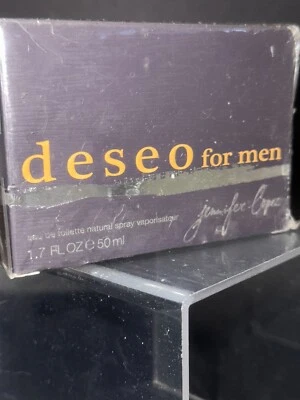 deseo for men
jennifer lopez
eau de toilette natural spray vaporisateur
1.7 FL OZ ℮ 50 ml